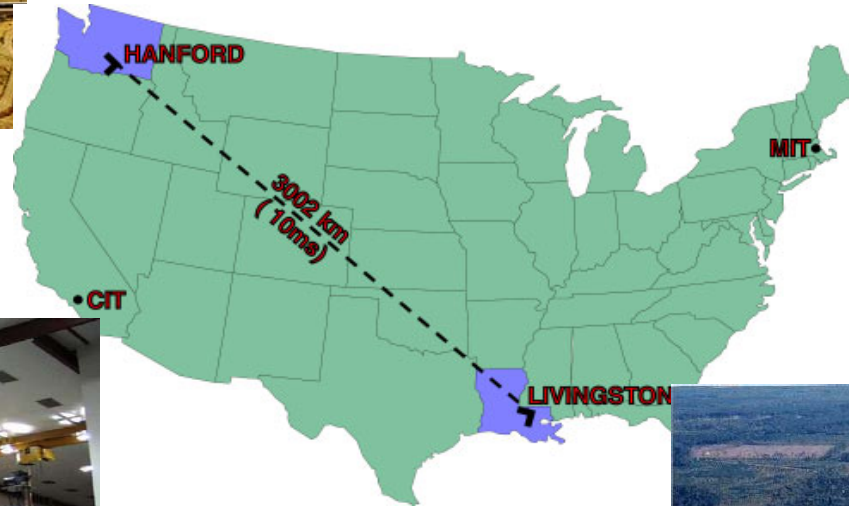 HANFORD
MIT
3002 km
( 10ms)
CIT
LIVINGSTON